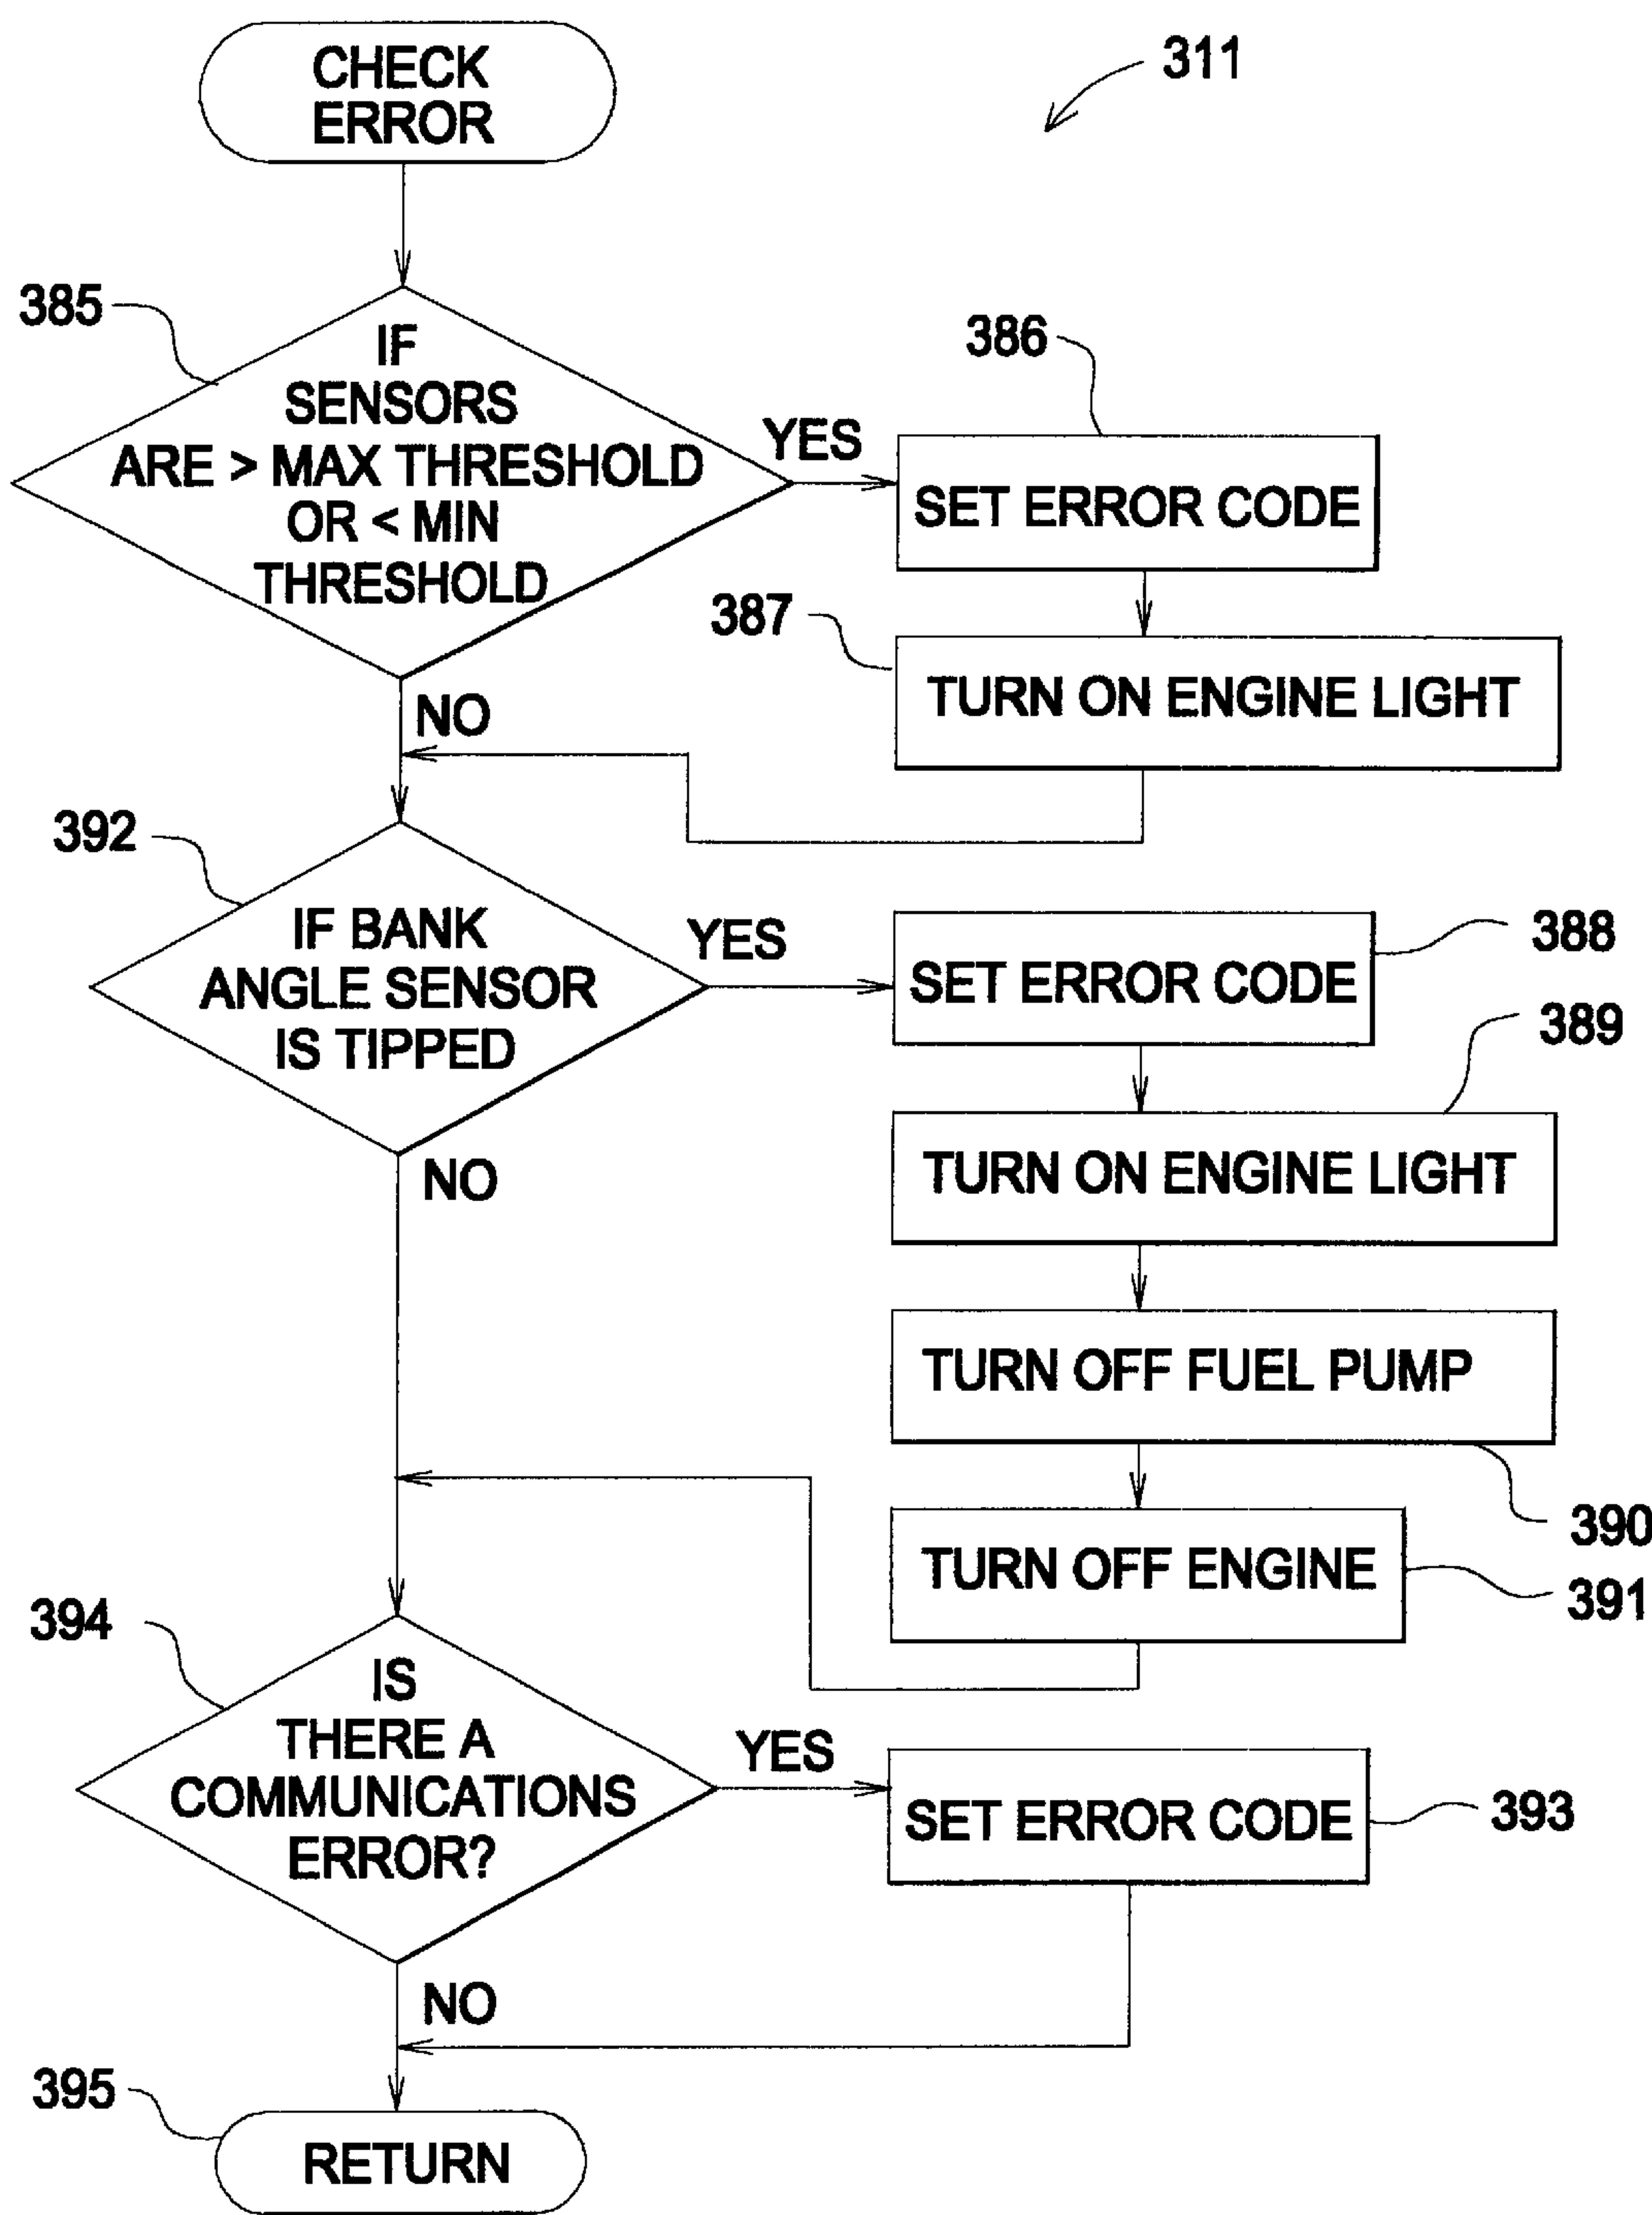 CHECK
ERROR
311
385
IF
SENSORS
ARE > MAX THRESHOLD
OR < MIN
THRESHOLD
YES
386
SET ERROR CODE
387
TURN ON ENGINE LIGHT
NO
392
IF BANK
ANGLE SENSOR
IS TIPPED
YES
SET ERROR CODE
388
389
TURN ON ENGINE LIGHT
NO
TURN OFF FUEL PUMP
390
TURN OFF ENGINE
391
394
IS
THERE A
COMMUNICATIONS
ERROR?
YES
SET ERROR CODE
393
NO
395
RETURN